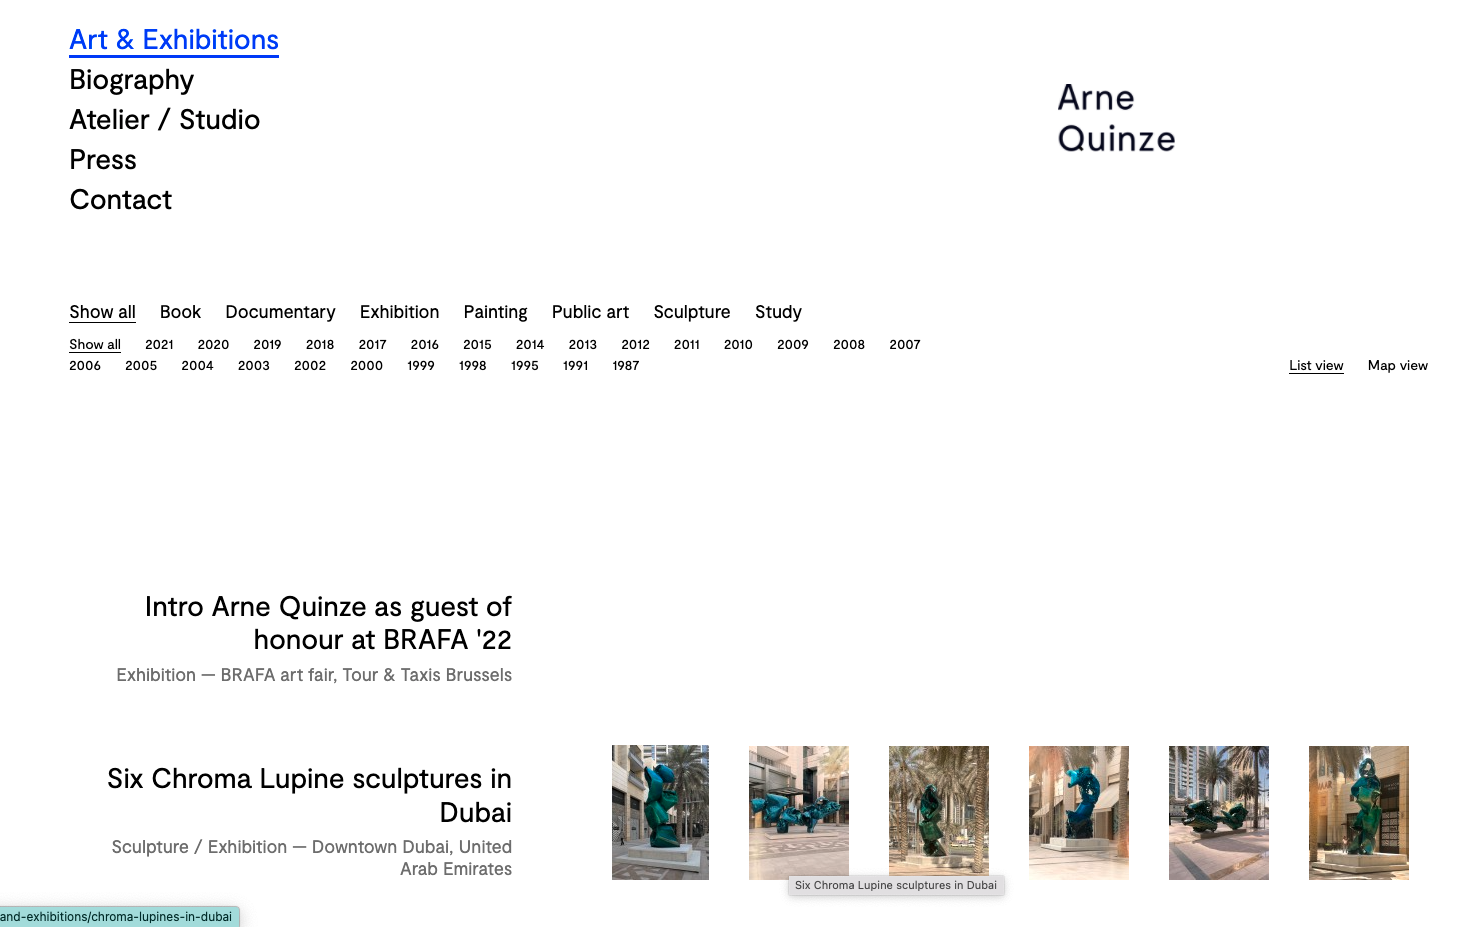 Art & Exhibitions
Biography
Atelier / Studio
Press
Contact
Arne
Quinze
Show all Book Documentary Exhibition Painting Public art Sculpture Study
Show all 2021 2020 2019 2018 2017 2016 2015 2014 2013 2012 2011 2010 2009 2008 2007
2006 2005 2004 2003 2002 2000 1999 1998 1995 1991 1987
List view Map view
Intro Arne Quinze as guest of
honour at BRAFA '22
Exhibition — BRAFA art fair, Tour & Taxis Brussels
Six Chroma Lupine sculptures in
Dubai
Sculpture / Exhibition — Downtown Dubai, United
Arab Emirates
Six Chroma Lupine sculptures in Dubai
and-exhibitions/chroma-lupines-in-dubai